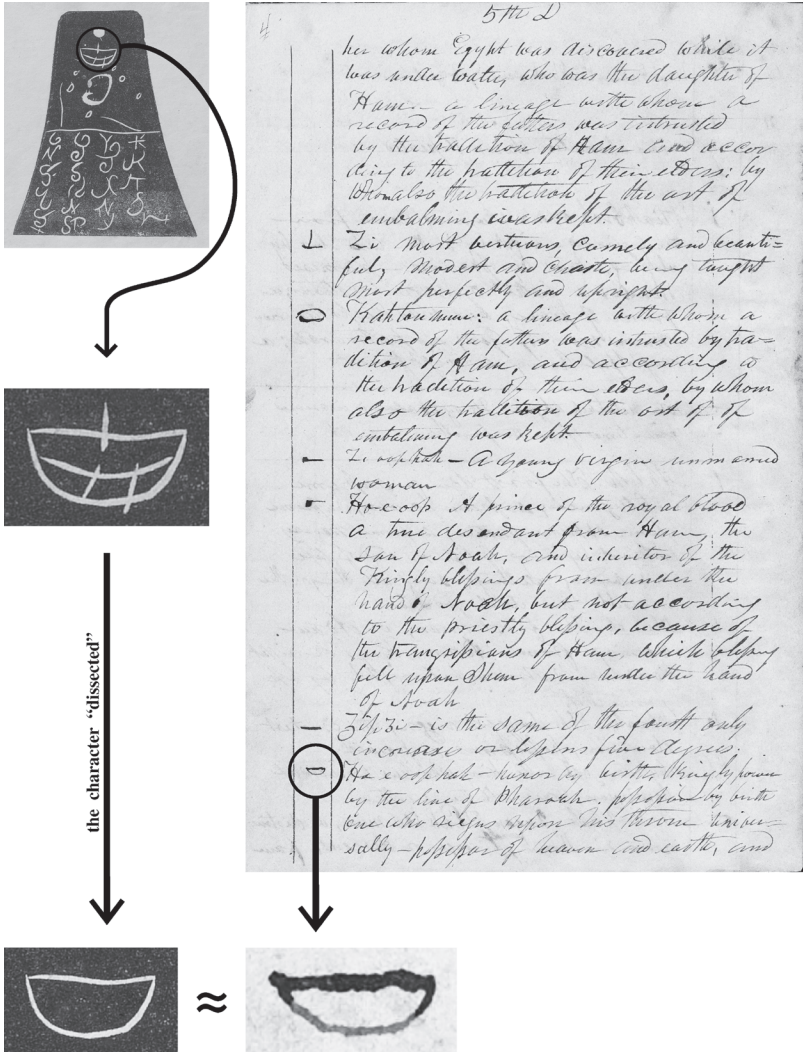 4
5th D
her whom Egypt was discovered while it
was under water, who was the daughter of
Ham — a lineage with whom a
record of the fathers was intrusted
by the tradition of Ham and accor
ding to the tradition of their elders: by
whom also the tradition of the art of
embalming was kept.
Zi most virtuous, comely and beauti=
ful, modest and chaste, being taught
most perfectly and upright.
Kahtoumun: a lineage with whom a
record of the fathers was intrusted by tra=
dition of Ham, and according to
the tradition of their elders, by whom
also the tradition of the art of of
embalming was kept.
Zi oop hah — A young virgin unmarried
woman
Ho-e-oop A prince of the royal blood
a true desendant from Ham, the
son of Noah, and inheritor of the
Kingly blessings from under the
hand of Noah, but not according
to the priestly blessing, because of
the trangrissions of Ham, which blessing
fell upon Shem from under the hand
of Noah
Zip Zi — is the same of the fourth only
increases or lessens five degrees:
Ho e oop hah — honor by birth, Kingly power
by the line of Pharoah. possession by birth
one who reigns upon his throne univer=
sally — possessor of heaven and earth, and
the character “dissected”
≈